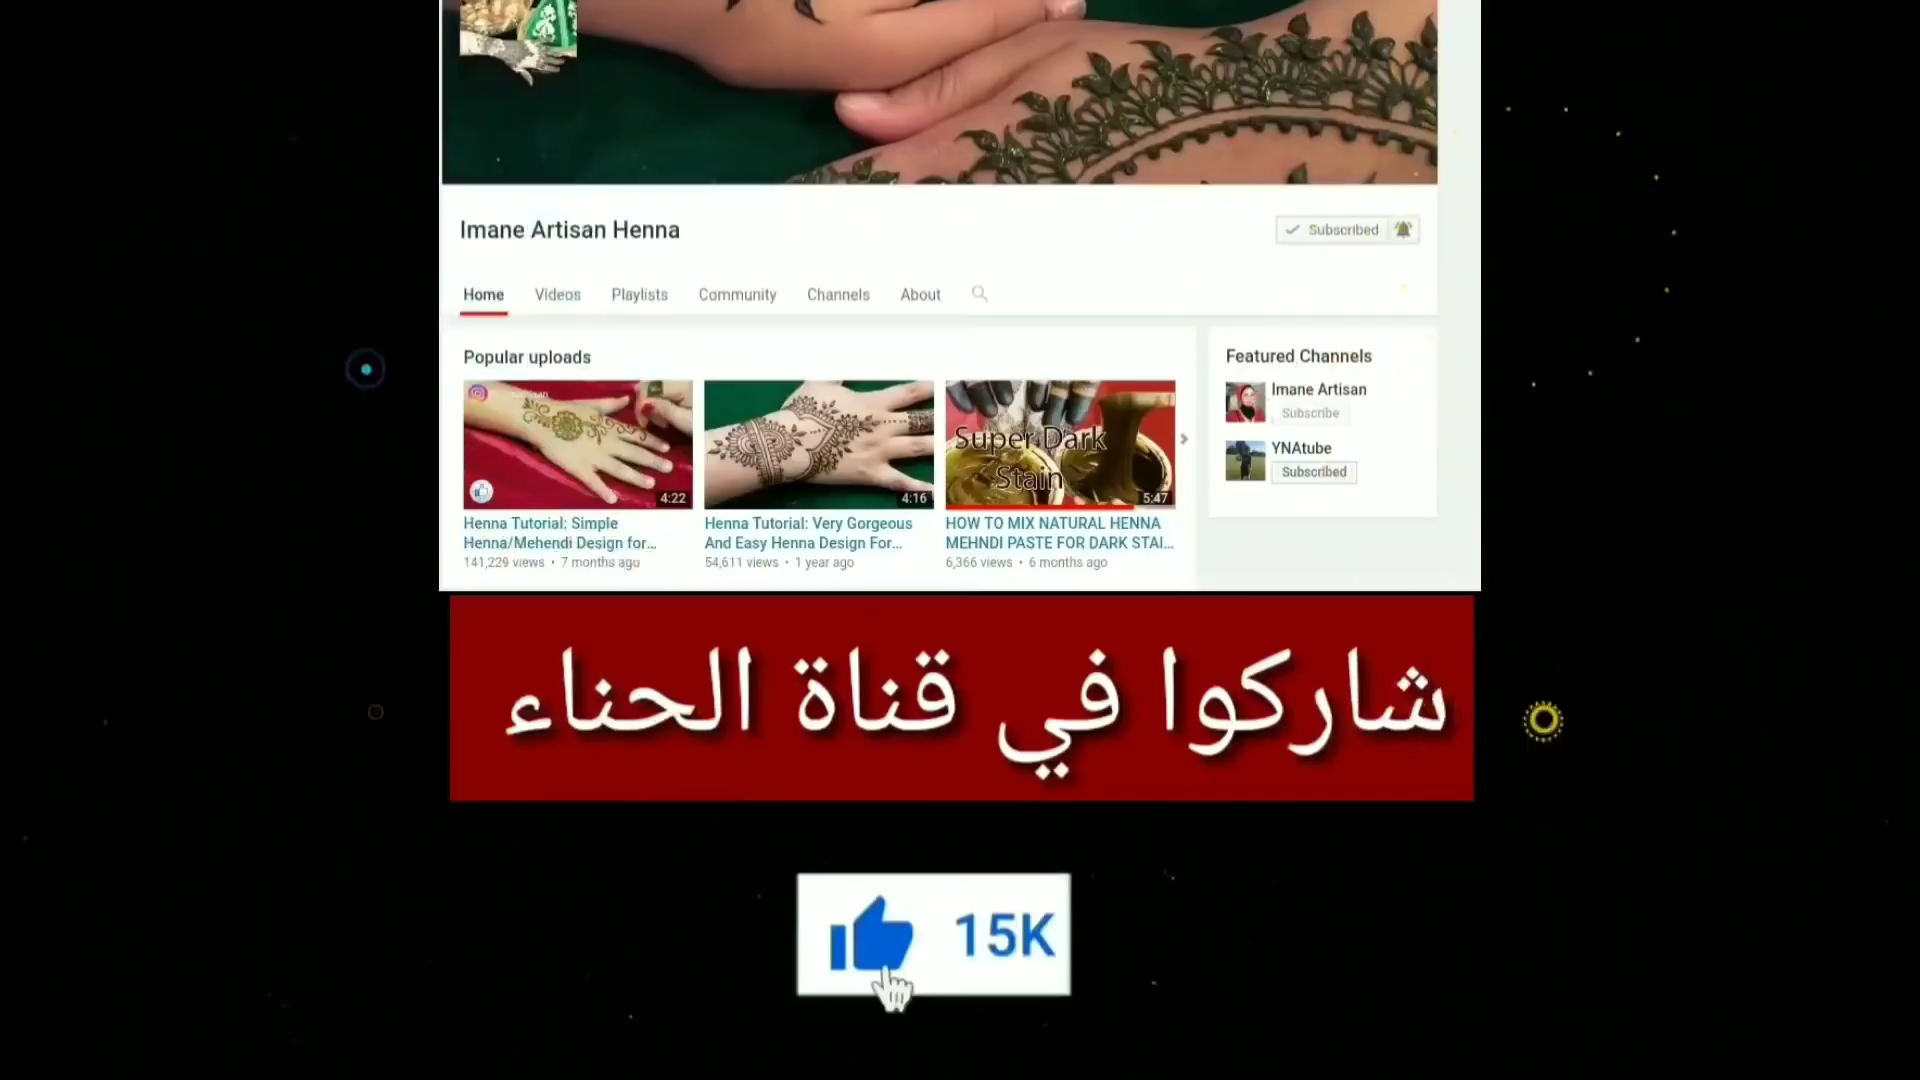 Imane Artisan Henna
Subscribed
Home Videos Playlists Community Channels About
Popular uploads
4:22
Henna Tutorial: Simple
Henna/Mehendi Design for...
141,229 views • 7 months ago
4:16
Henna Tutorial: Very Gorgeous
And Easy Henna Design For...
54,611 views • 1 year ago
Super Dark
Stain
5:47
HOW TO MIX NATURAL HENNA
MEHNDI PASTE FOR DARK STAI...
6,366 views • 6 months ago
Featured Channels
Imane Artisan
Subscribe
YNAtube
Subscribed
شاركوا في قناة الحناء
15K